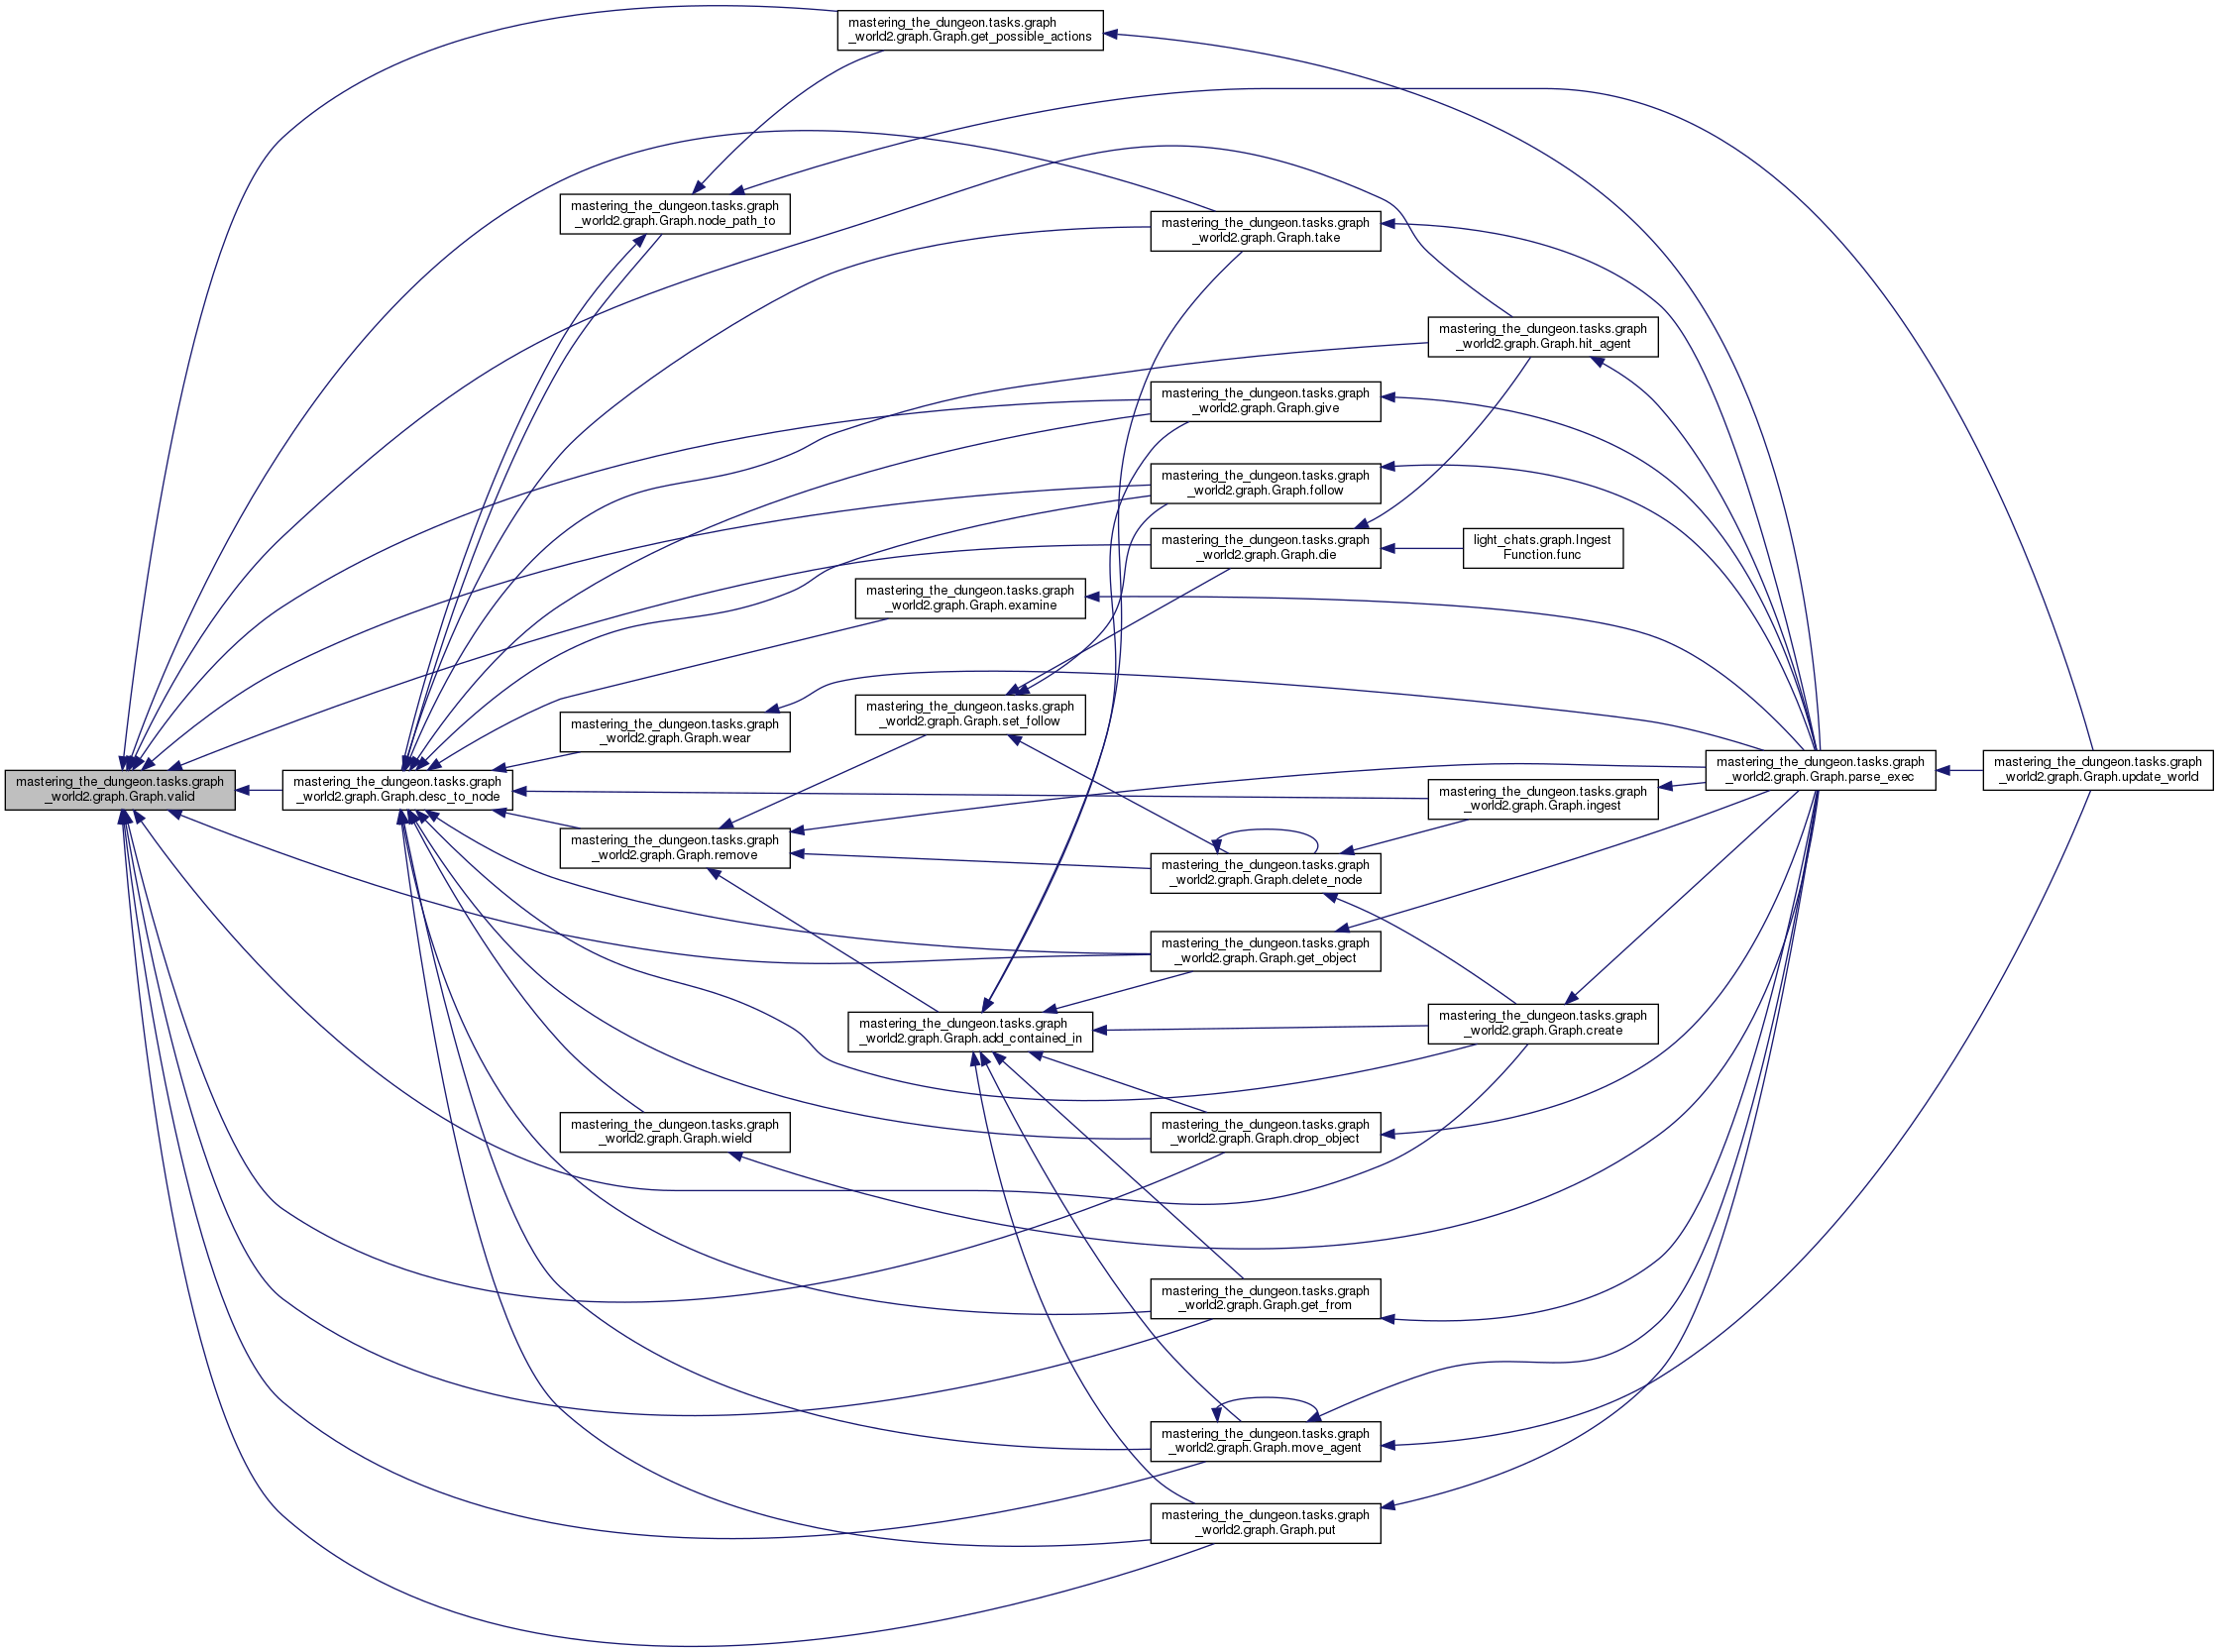 mastering_the_dungeon.tasks.graph
_world2.graph.Graph.get_possible_actions
mastering_the_dungeon.tasks.graph
_world2.graph.Graph.node_path_to
mastering_the_dungeon.tasks.graph
_world2.graph.Graph.take
mastering_the_dungeon.tasks.graph
_world2.graph.Graph.hit_agent
mastering_the_dungeon.tasks.graph
_world2.graph.Graph.give
mastering_the_dungeon.tasks.graph
_world2.graph.Graph.follow
mastering_the_dungeon.tasks.graph
_world2.graph.Graph.die
light_chats.graph.Ingest
Function.func
mastering_the_dungeon.tasks.graph
_world2.graph.Graph.examine
mastering_the_dungeon.tasks.graph
_world2.graph.Graph.set_follow
mastering_the_dungeon.tasks.graph
_world2.graph.Graph.wear
mastering_the_dungeon.tasks.graph
_world2.graph.Graph.parse_exec
mastering_the_dungeon.tasks.graph
_world2.graph.Graph.update_world
mastering_the_dungeon.tasks.graph
_world2.graph.Graph.valid
mastering_the_dungeon.tasks.graph
_world2.graph.Graph.desc_to_node
mastering_the_dungeon.tasks.graph
_world2.graph.Graph.ingest
mastering_the_dungeon.tasks.graph
_world2.graph.Graph.remove
mastering_the_dungeon.tasks.graph
_world2.graph.Graph.delete_node
mastering_the_dungeon.tasks.graph
_world2.graph.Graph.get_object
mastering_the_dungeon.tasks.graph
_world2.graph.Graph.add_contained_in
mastering_the_dungeon.tasks.graph
_world2.graph.Graph.create
mastering_the_dungeon.tasks.graph
_world2.graph.Graph.wield
mastering_the_dungeon.tasks.graph
_world2.graph.Graph.drop_object
mastering_the_dungeon.tasks.graph
_world2.graph.Graph.get_from
mastering_the_dungeon.tasks.graph
_world2.graph.Graph.move_agent
mastering_the_dungeon.tasks.graph
_world2.graph.Graph.put